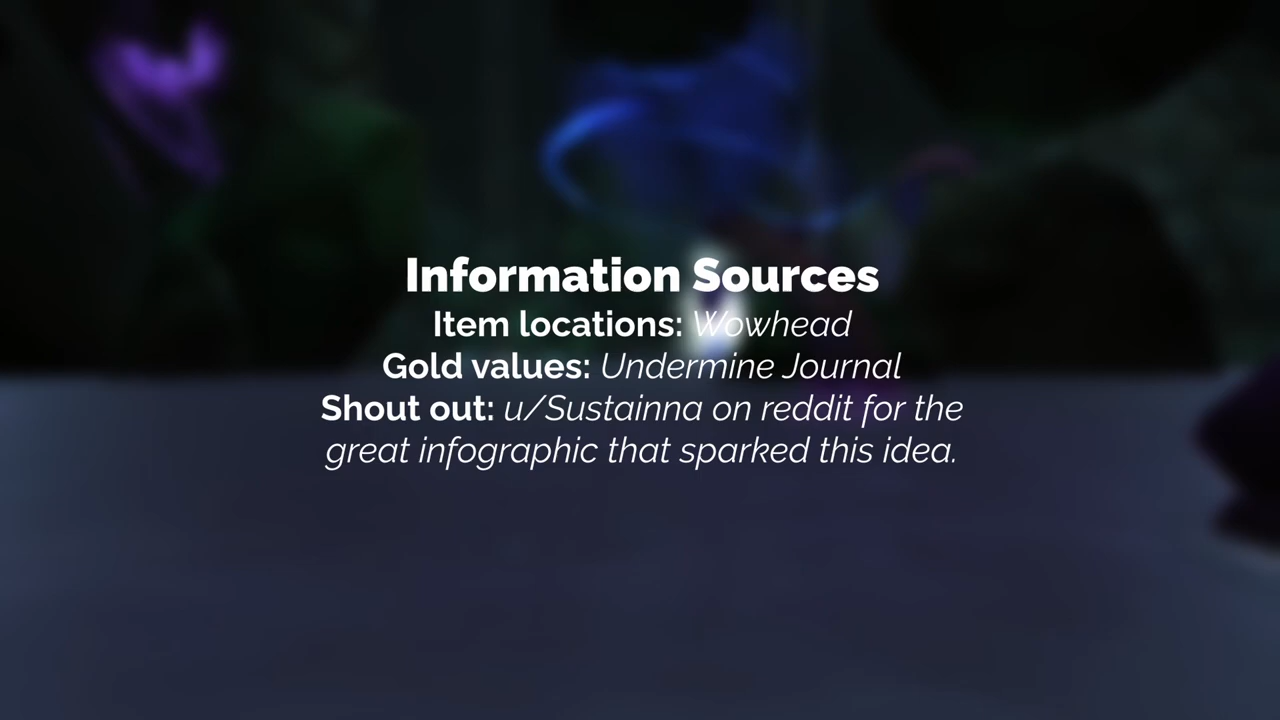 Information Sources
Item locations: Wowhead
Gold values: Undermine Journal
Shout out: u/Sustainna on reddit for the
great infographic that sparked this idea.